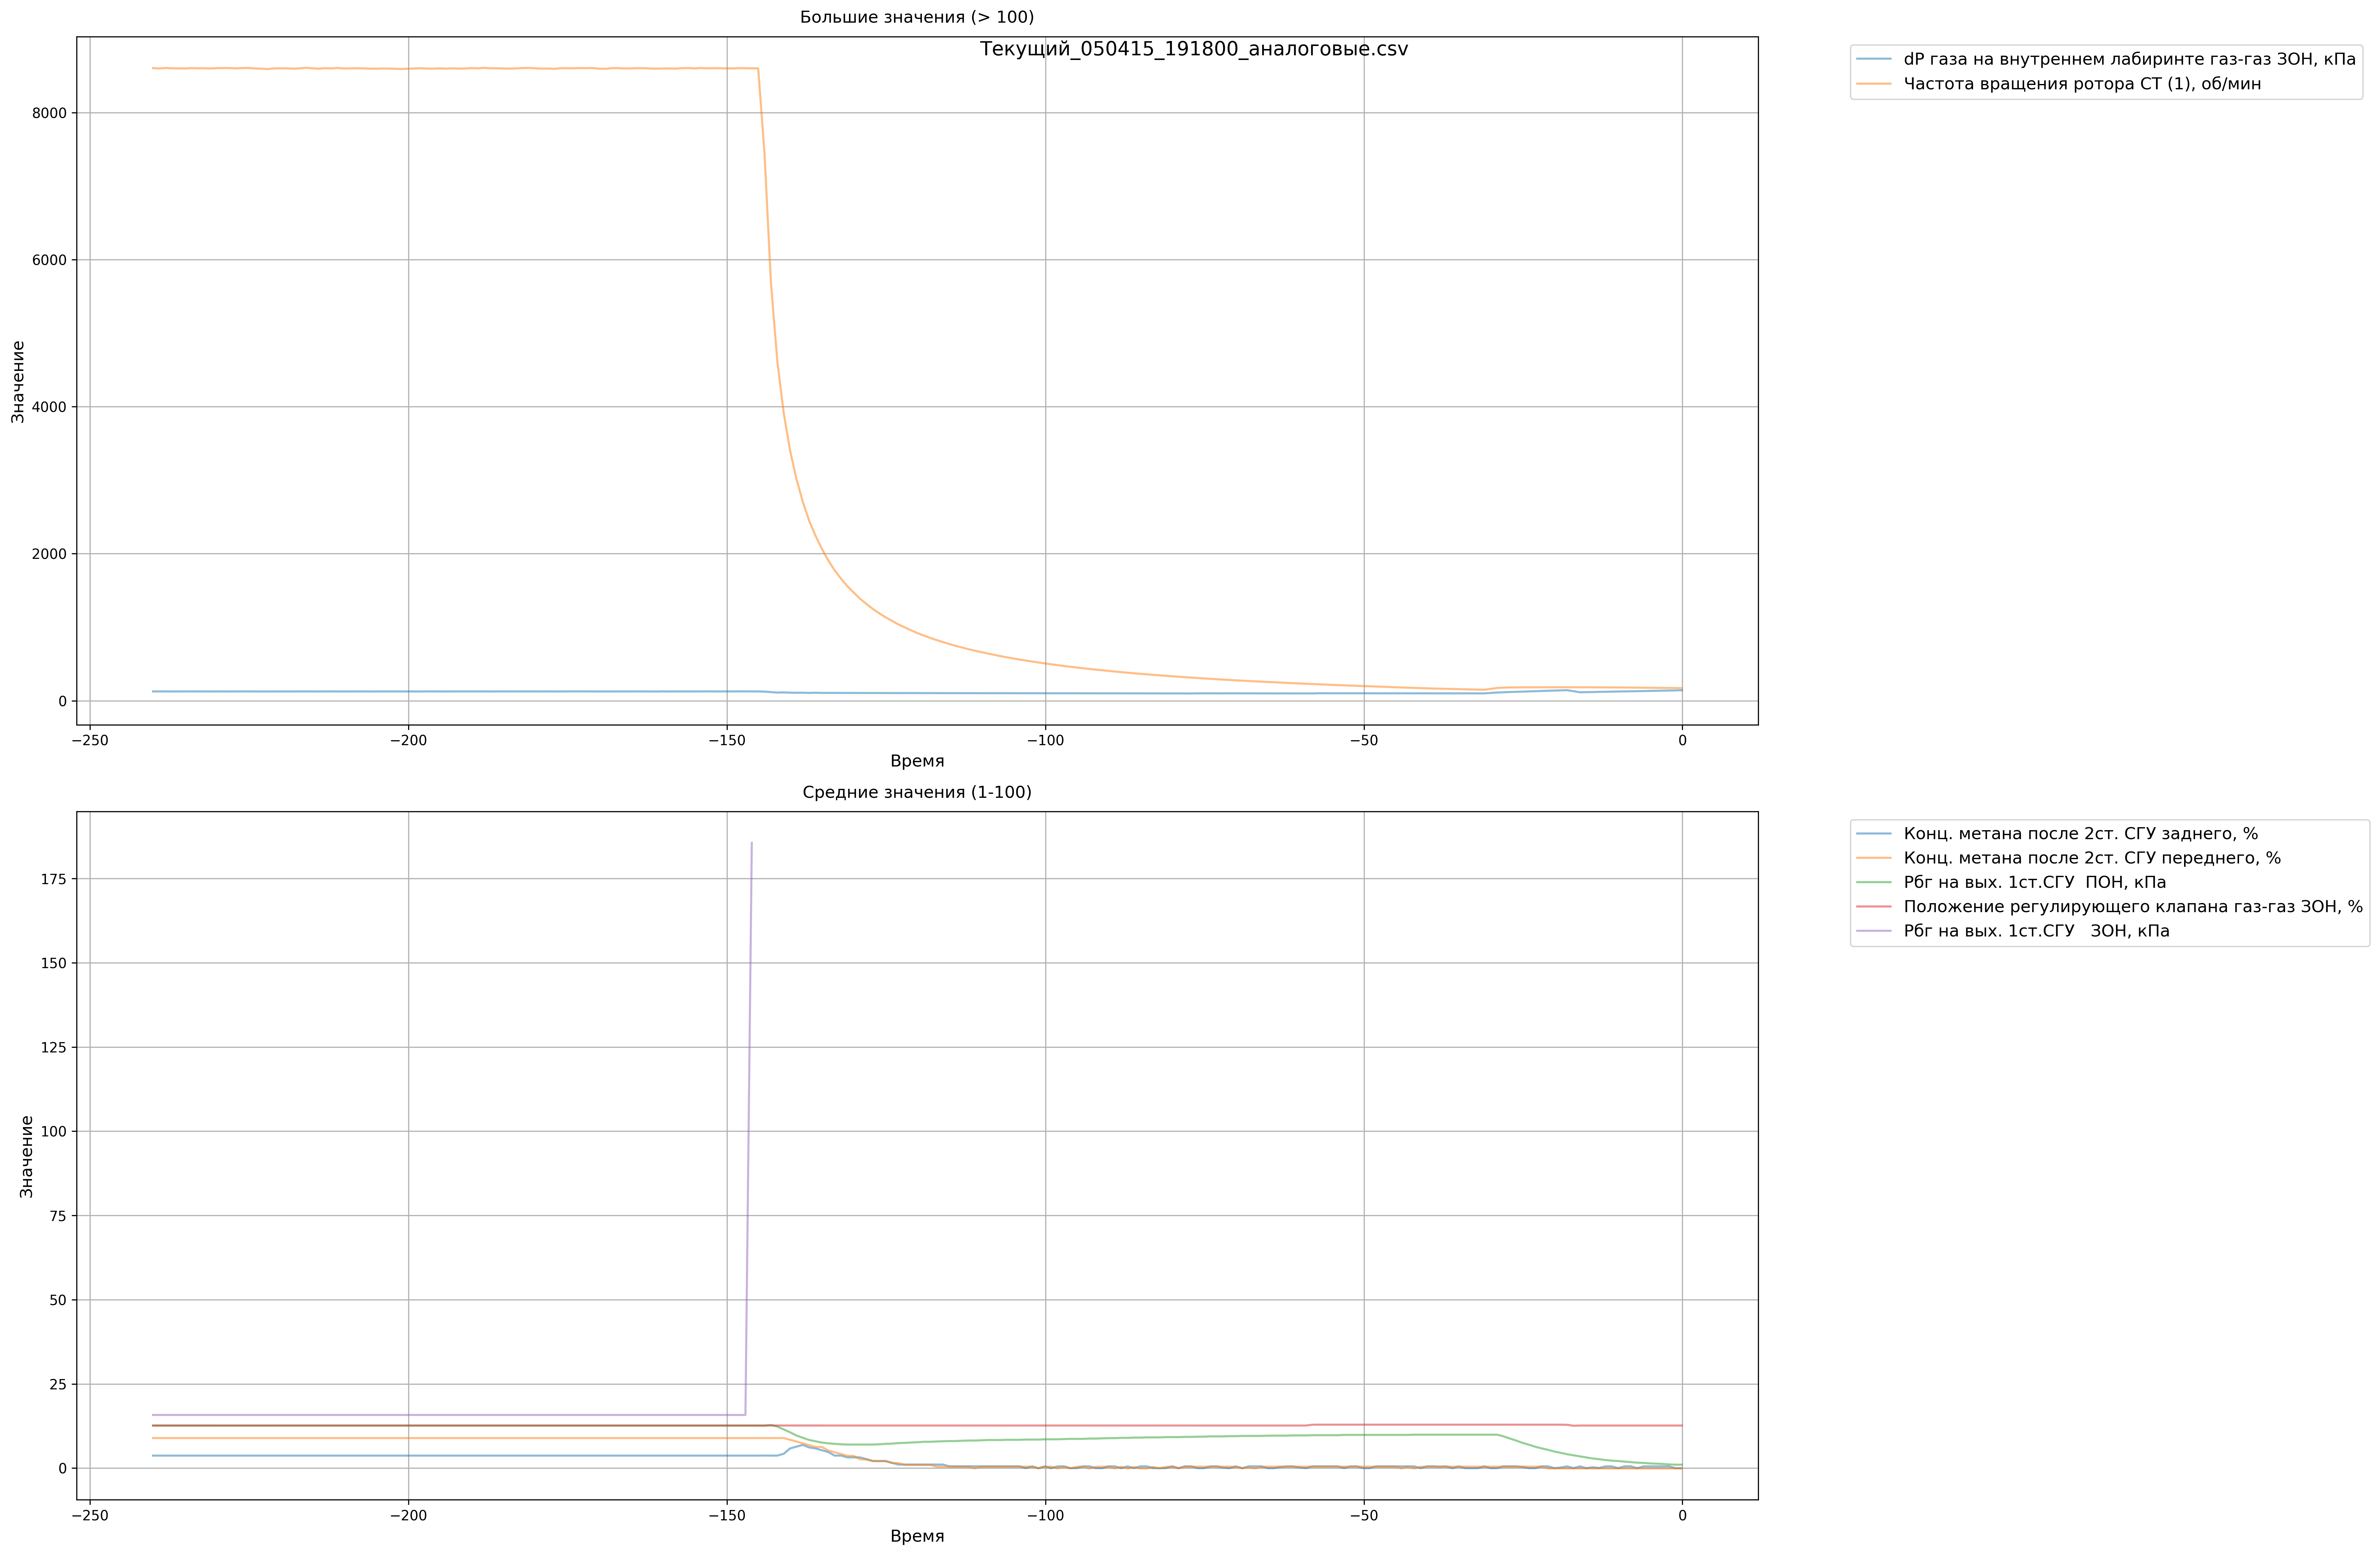 Большие значения (> 100)
Текущий_050415_191800_аналоговые.csv
dP газа на внутреннем лабиринте газ-газ ЗОН, кПа
Частота вращения ротора СТ (1), об/мин
8000
6000
4000
2000
0
Значение
−250 −200 −150 −100 −50 0
Время
Средние значения (1-100)
Конц. метана после 2ст. СГУ заднего, %
Конц. метана после 2ст. СГУ переднего, %
Рбг на вых. 1ст.СГУ  ПОН, кПа
Положение регулирующего клапана газ-газ ЗОН, %
Рбг на вых. 1ст.СГУ   ЗОН, кПа
175
150
125
100
75
50
25
0
Значение
−250 −200 −150 −100 −50 0
Время